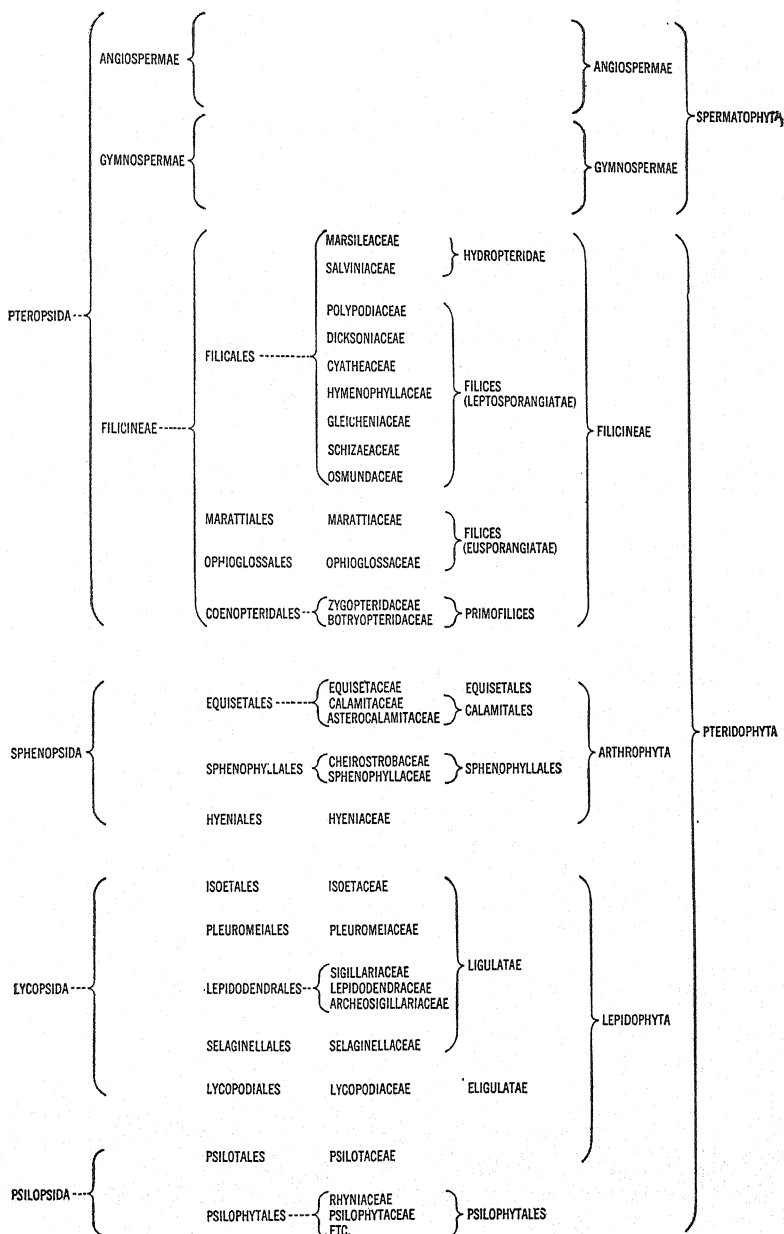 ANGIOSPERMAE
ANGIOSPERMAE
SPERMATOPHYTA
GYMNOSPERMAE
GYMNOSPERMAE
MARSILEACEAE
HYDROPTERIDAE
SALVINIACEAE
PTEROPSIDA
POLYPODIACEAE
DICKSONIACEAE
FILICALES
CYATHEACEAE
HYMENOPHYLLACEAE
FILICES
(LEPTOSPORANGIATAE)
GLEICHENIACEAE
FILICINEAE
FILICINEAE
SCHIZAEACEAE
OSMUNDACEAE
MARATTIALES
MARATTIACEAE
FILICES
(EUSPORANGIATAE)
OPHIOGLOSSALES
OPHIOGLOSSACEAE
COENOPTERIDALES
ZYGOPTERIDACEAE
BOTRYOPTERIDACEAE
PRIMOFILICES
SPHENOPSIDA
EQUISETALES
EQUISETACEAE
CALAMITACEAE
ASTEROCALAMITACEAE
EQUISETALES
CALAMITALES
ARTHROPHYTA
PTERIDOPHYTA
SPHENOPHYLLALES
CHEIROSTROBACEAE
SPHENOPHYLLACEAE
SPHENOPHYLLALES
HYENIALES
HYENIACEAE
ISOETALES
ISOETACEAE
PLEUROMEIALES
PLEUROMEIACEAE
LIGULATAE
LYCOPSIDA
LEPIDODENDRALES
SIGILLARIACEAE
LEPIDODENDRACEAE
ARCHEOSIGILLARIACEAE
LEPIDOPHYTA
SELAGINELLALES
SELAGINELLACEAE
LYCOPODIALES
LYCOPODIACEAE
ELIGULATAE
PSILOTALES
PSILOTACEAE
PSILOPSIDA
PSILOPHYTALES
RHYNIACEAE
PSILOPHYTACEAE
ETC.
PSILOPHYTALES